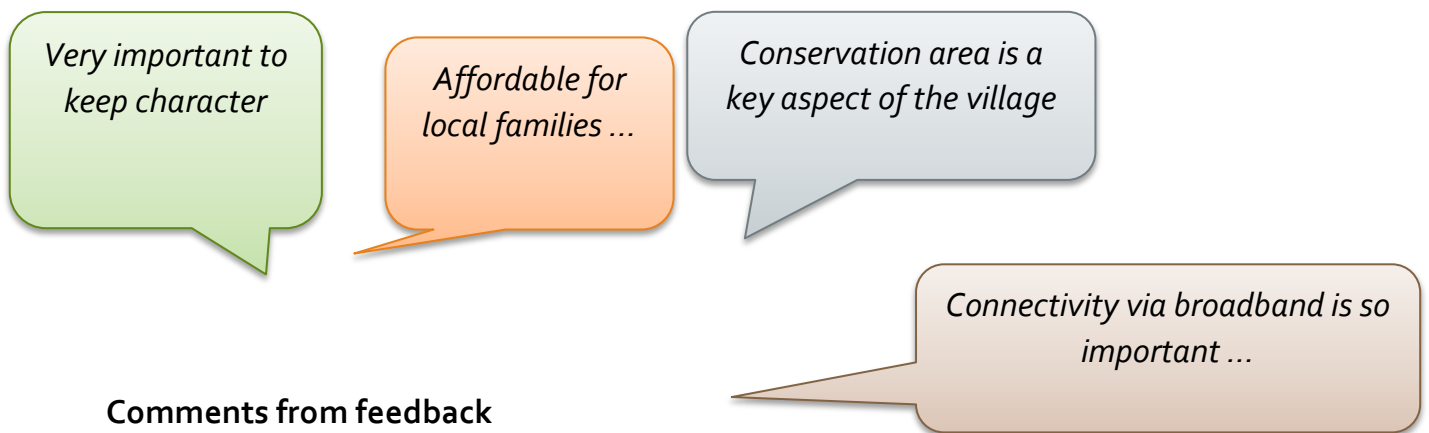 Very important to
keep character
Affordable for
local families ...
Conservation area is a
key aspect of the village
Connectivity via broadband is so
important ...
Comments from feedback